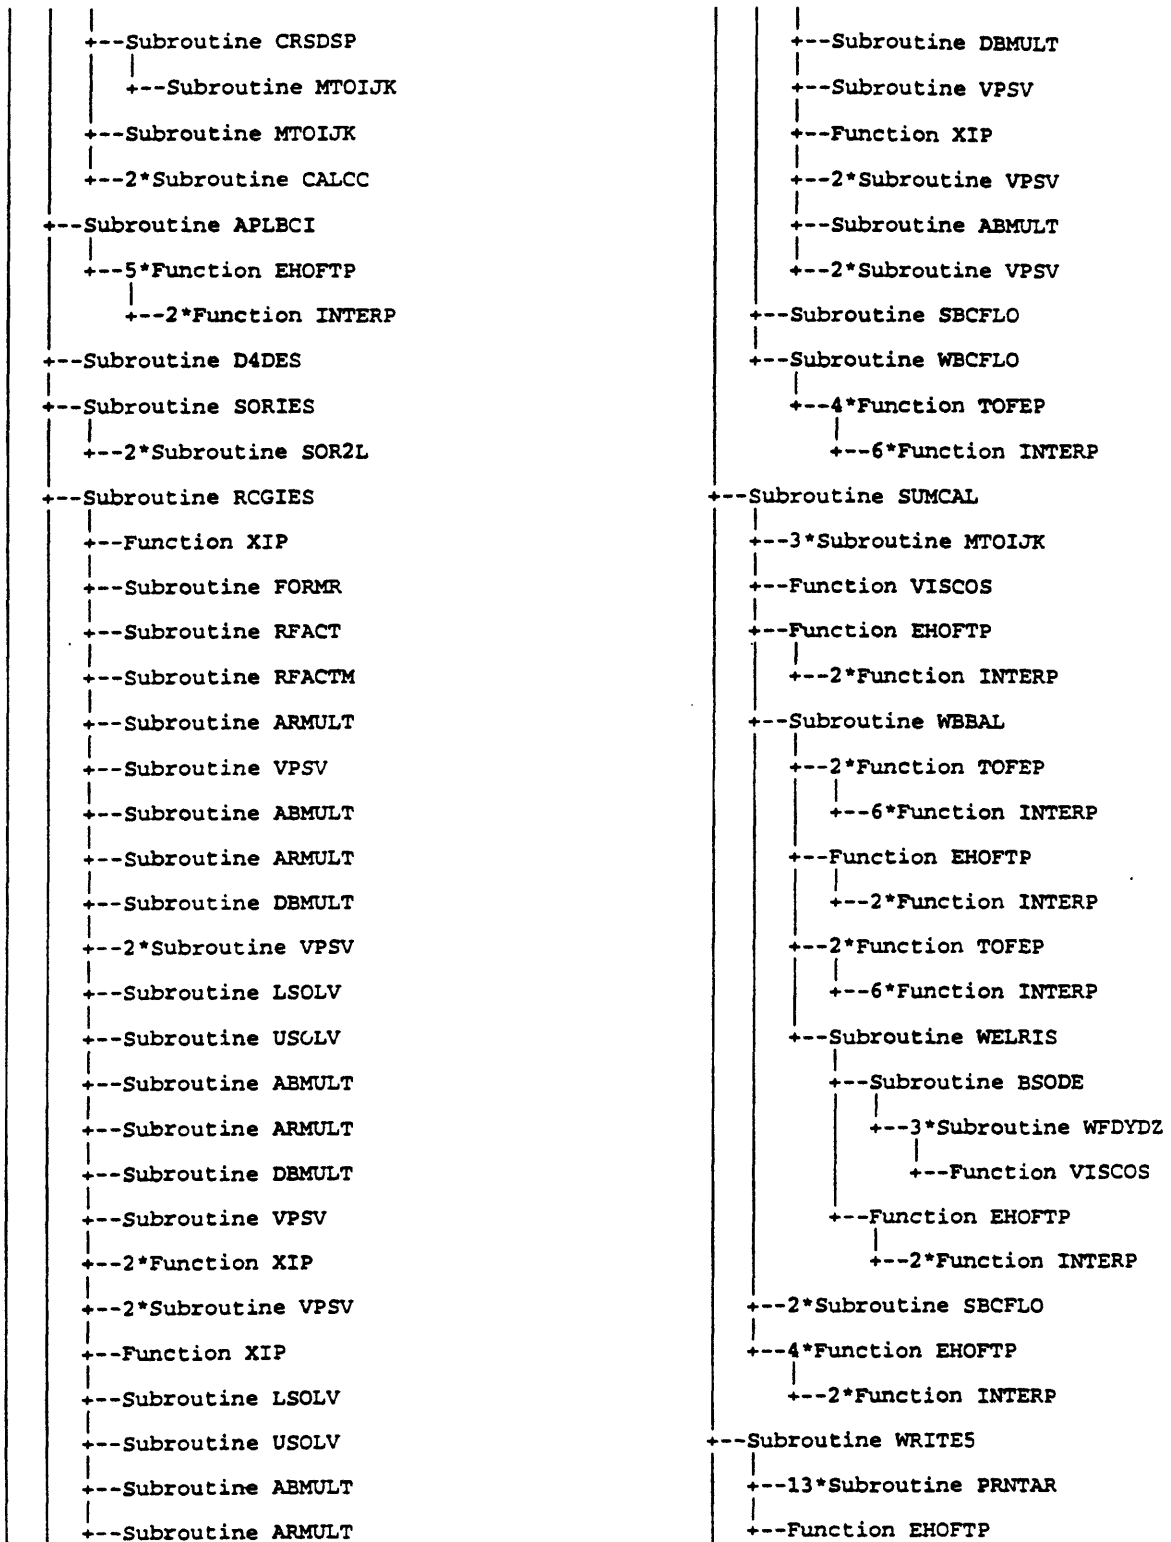 +--Subroutine CRSDSP
+--Subroutine MTOIJK
+--Subroutine MTOIJK
+--2*Subroutine CALCC
+--Subroutine APLBCI
+--5*Function EHOFTP
+--2*Function INTERP
+--Subroutine D4DES
+--Subroutine SORIES
+--2*Subroutine SOR2L
+--Subroutine RCGIES
+--Function XIP
+--Subroutine FORMR
+--Subroutine RFACT
+--Subroutine RFACTM
+--Subroutine ARMULT
+--Subroutine VPSV
+--Subroutine ABMULT
+--Subroutine ARMULT
+--Subroutine DBMULT
+--2*Subroutine VPSV
+--Subroutine LSOLV
+--Subroutine USOLV
+--Subroutine ABMULT
+--Subroutine ARMULT
+--Subroutine DBMULT
+--Subroutine VPSV
+--2*Function XIP
+--2*Subroutine VPSV
+--Function XIP
+--Subroutine LSOLV
+--Subroutine USOLV
+--Subroutine ABMULT
+--Subroutine ARMULT
+--Subroutine DBMULT
+--Subroutine VPSV
+--Function XIP
+--2*Subroutine VPSV
+--Subroutine ABMULT
+--2*Subroutine VPSV
+--Subroutine SBCFLO
+--Subroutine WBCFLO
+--4*Function TOFEP
+--6*Function INTERP
+--Subroutine SUMCAL
+--3*Subroutine MTOIJK
+--Function VISCOS
+--Function EHOFTP
+--2*Function INTERP
+--Subroutine WBBAL
+--2*Function TOFEP
+--6*Function INTERP
+--Function EHOFTP
+--2*Function INTERP
+--2*Function TOFEP
+--6*Function INTERP
+--Subroutine WELRIS
+--Subroutine BSODE
+--3*Subroutine WFDYDZ
+--Function VISCOS
+--Function EHOFTP
+--2*Function INTERP
+--2*Subroutine SBCFLO
+--4*Function EHOFTP
+--2*Function INTERP
+--Subroutine WRITE5
+--13*Subroutine PRNTAR
+--Function EHOFTP